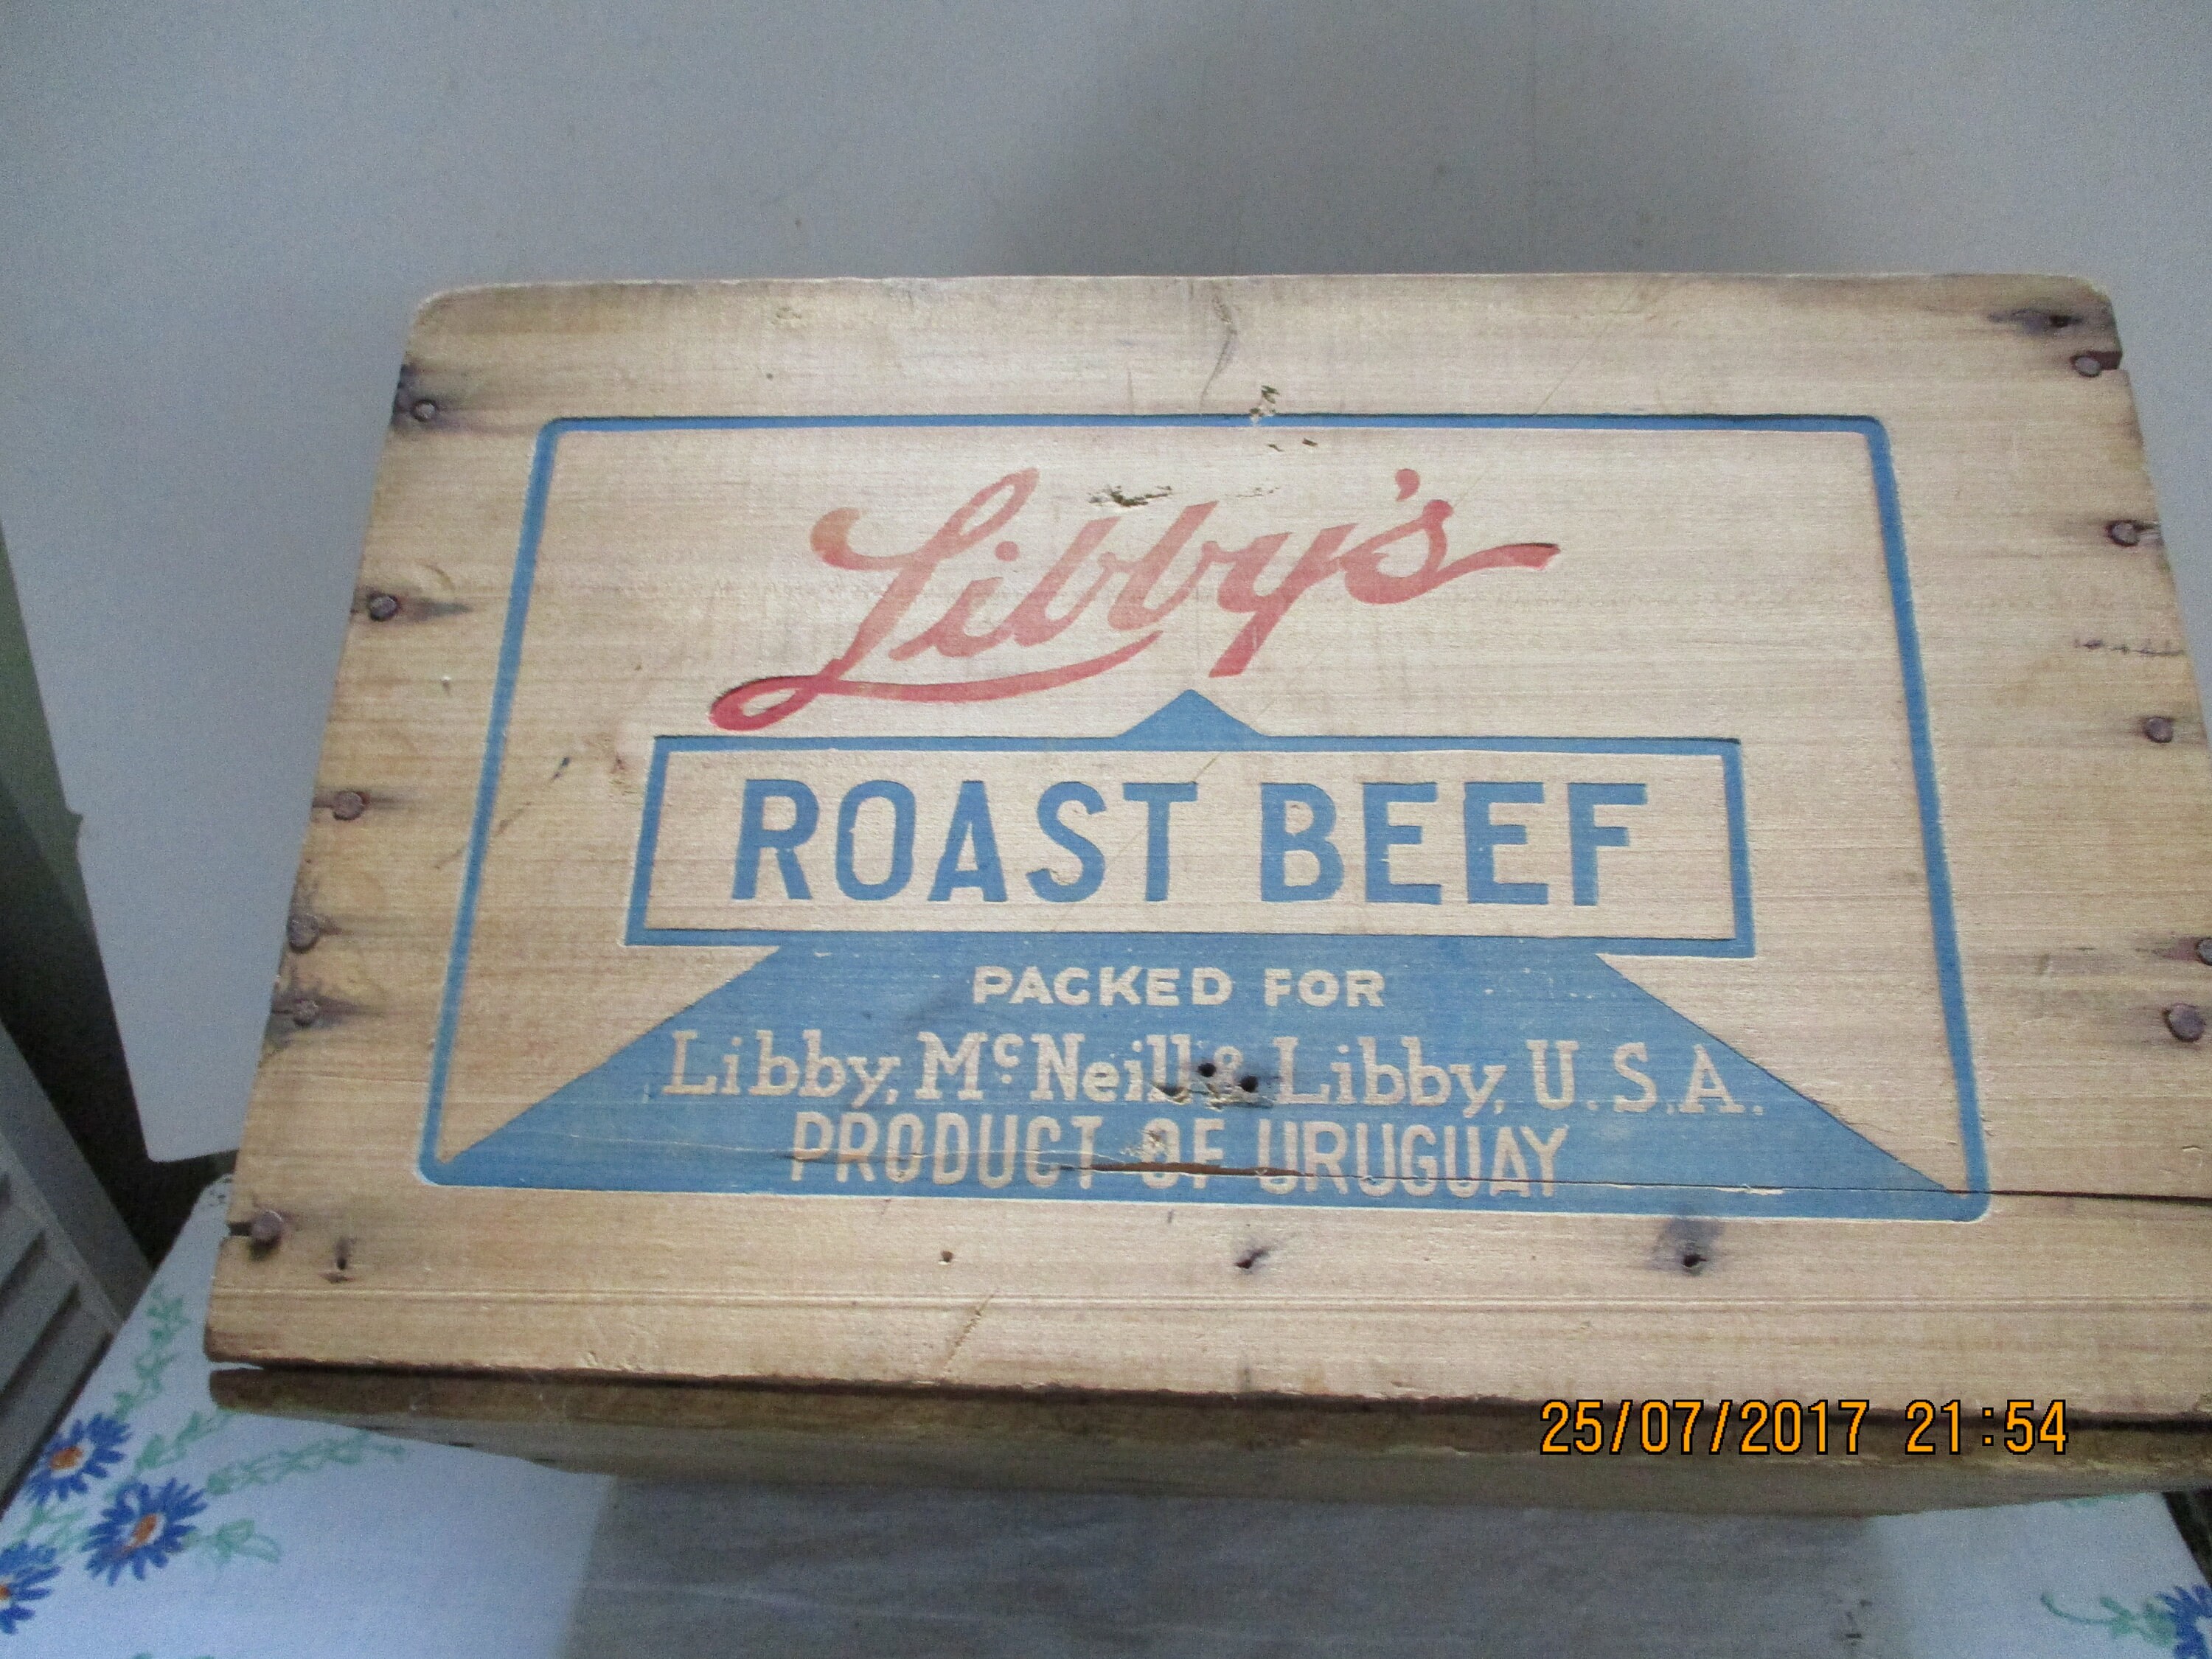 Libby's
ROAST BEEF
PACKED FOR
Libby, McNeill & Libby, U.S.A.
PRODUCT OF URUGUAY
25/07/2017 21:54